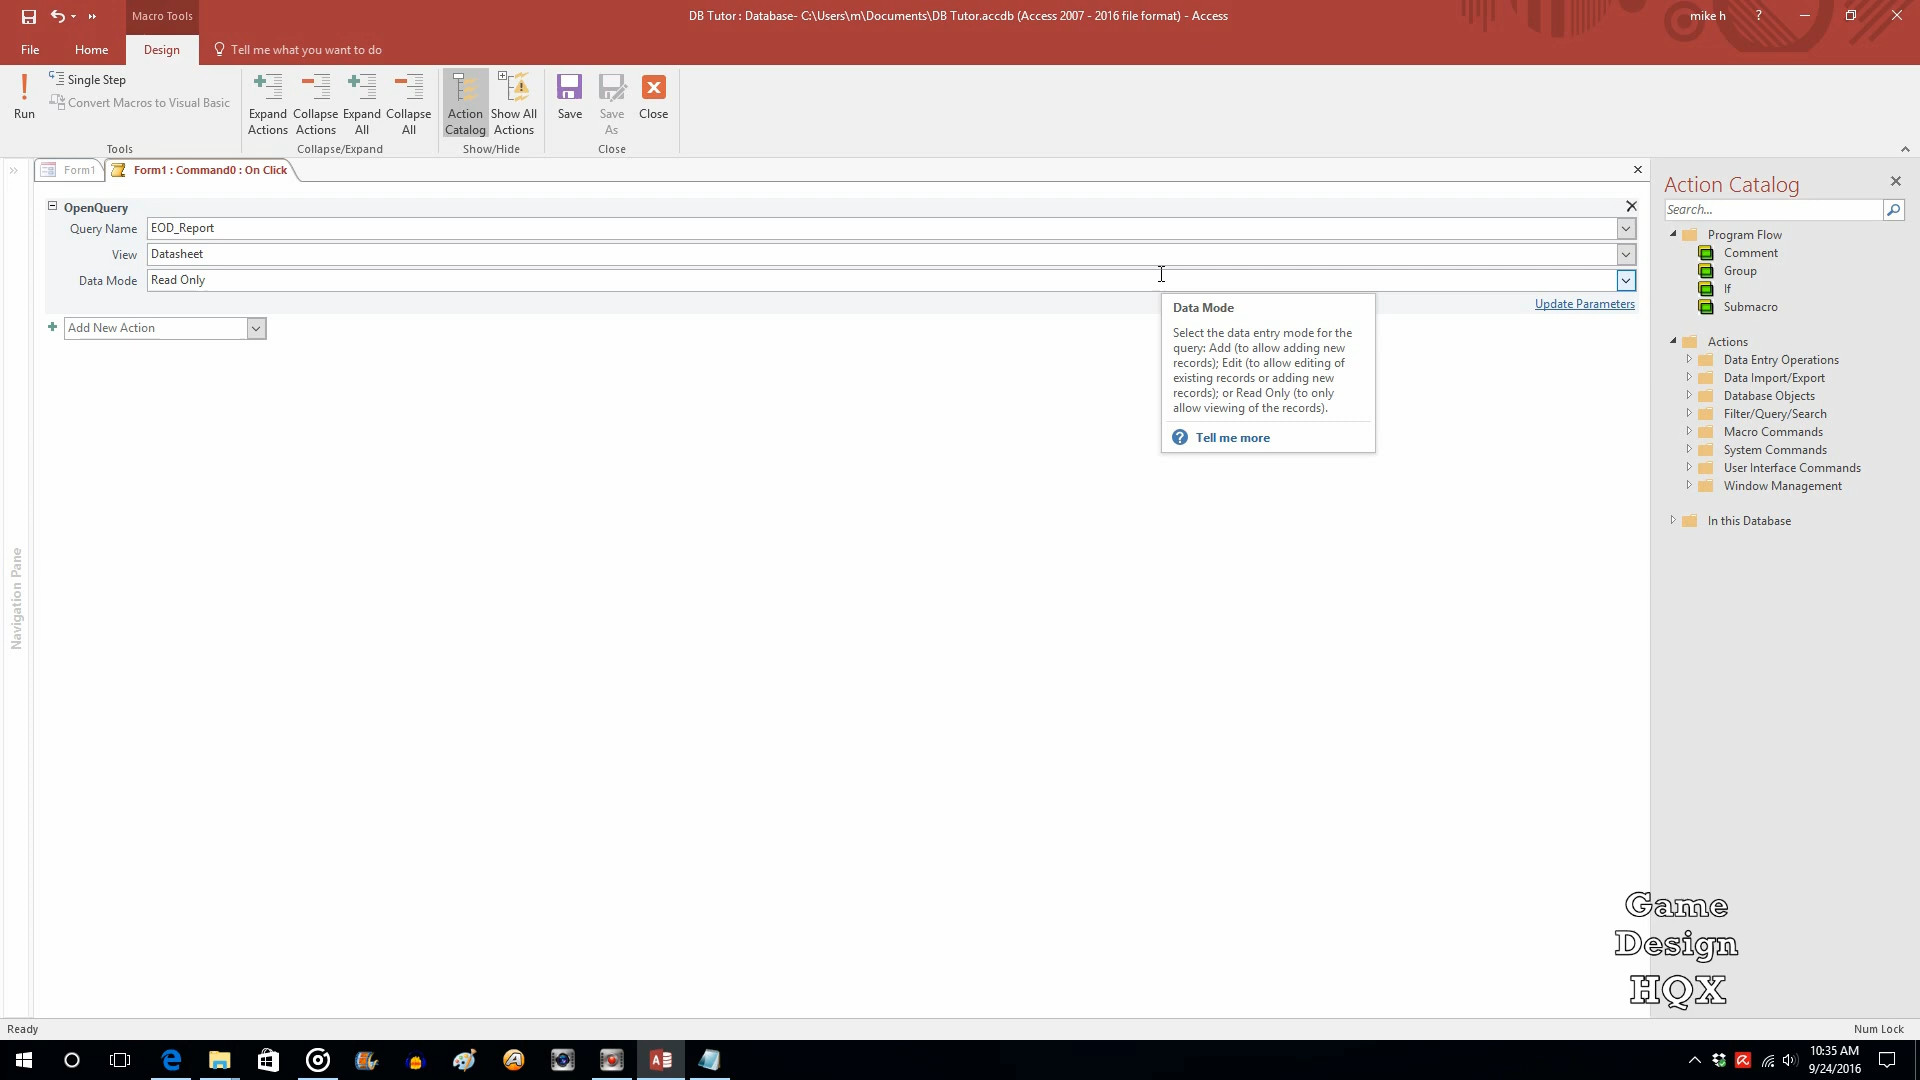 Macro Tools
DB Tutor : Database- C:\Users\m\Documents\DB Tutor.accdb (Access 2007 - 2016 file format) - Access
mike h
?
File
Home
Design
Tell me what you want to do
Run
Single Step
Convert Macros to Visual Basic
Tools
Expand Actions
Collapse Actions
Expand All
Collapse All
Collapse/Expand
Action Catalog
Show All Actions
Show/Hide
Save
Save As
Close
Close
Form1
Form1 : Command0 : On Click
OpenQuery
Query Name
EOD_Report
View
Datasheet
Data Mode
Read Only
Update Parameters
Add New Action
Data Mode
Select the data entry mode for the
query: Add (to allow adding new
records); Edit (to allow editing of
existing records or adding new
records); or Read Only (to only
allow viewing of the records).
Tell me more
Navigation Pane
Action Catalog
Search...
Program Flow
Comment
Group
If
Submacro
Actions
Data Entry Operations
Data Import/Export
Database Objects
Filter/Query/Search
Macro Commands
System Commands
User Interface Commands
Window Management
In this Database
Game
Design
HQX
Ready
Num Lock
10:35 AM
9/24/2016